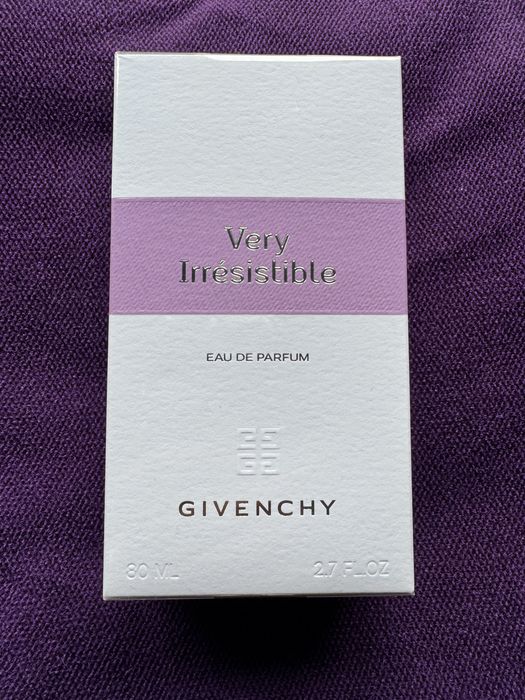 Very
Irrésistible
EAU DE PARFUM
GIVENCHY
80 ML 2.7 FL.OZ